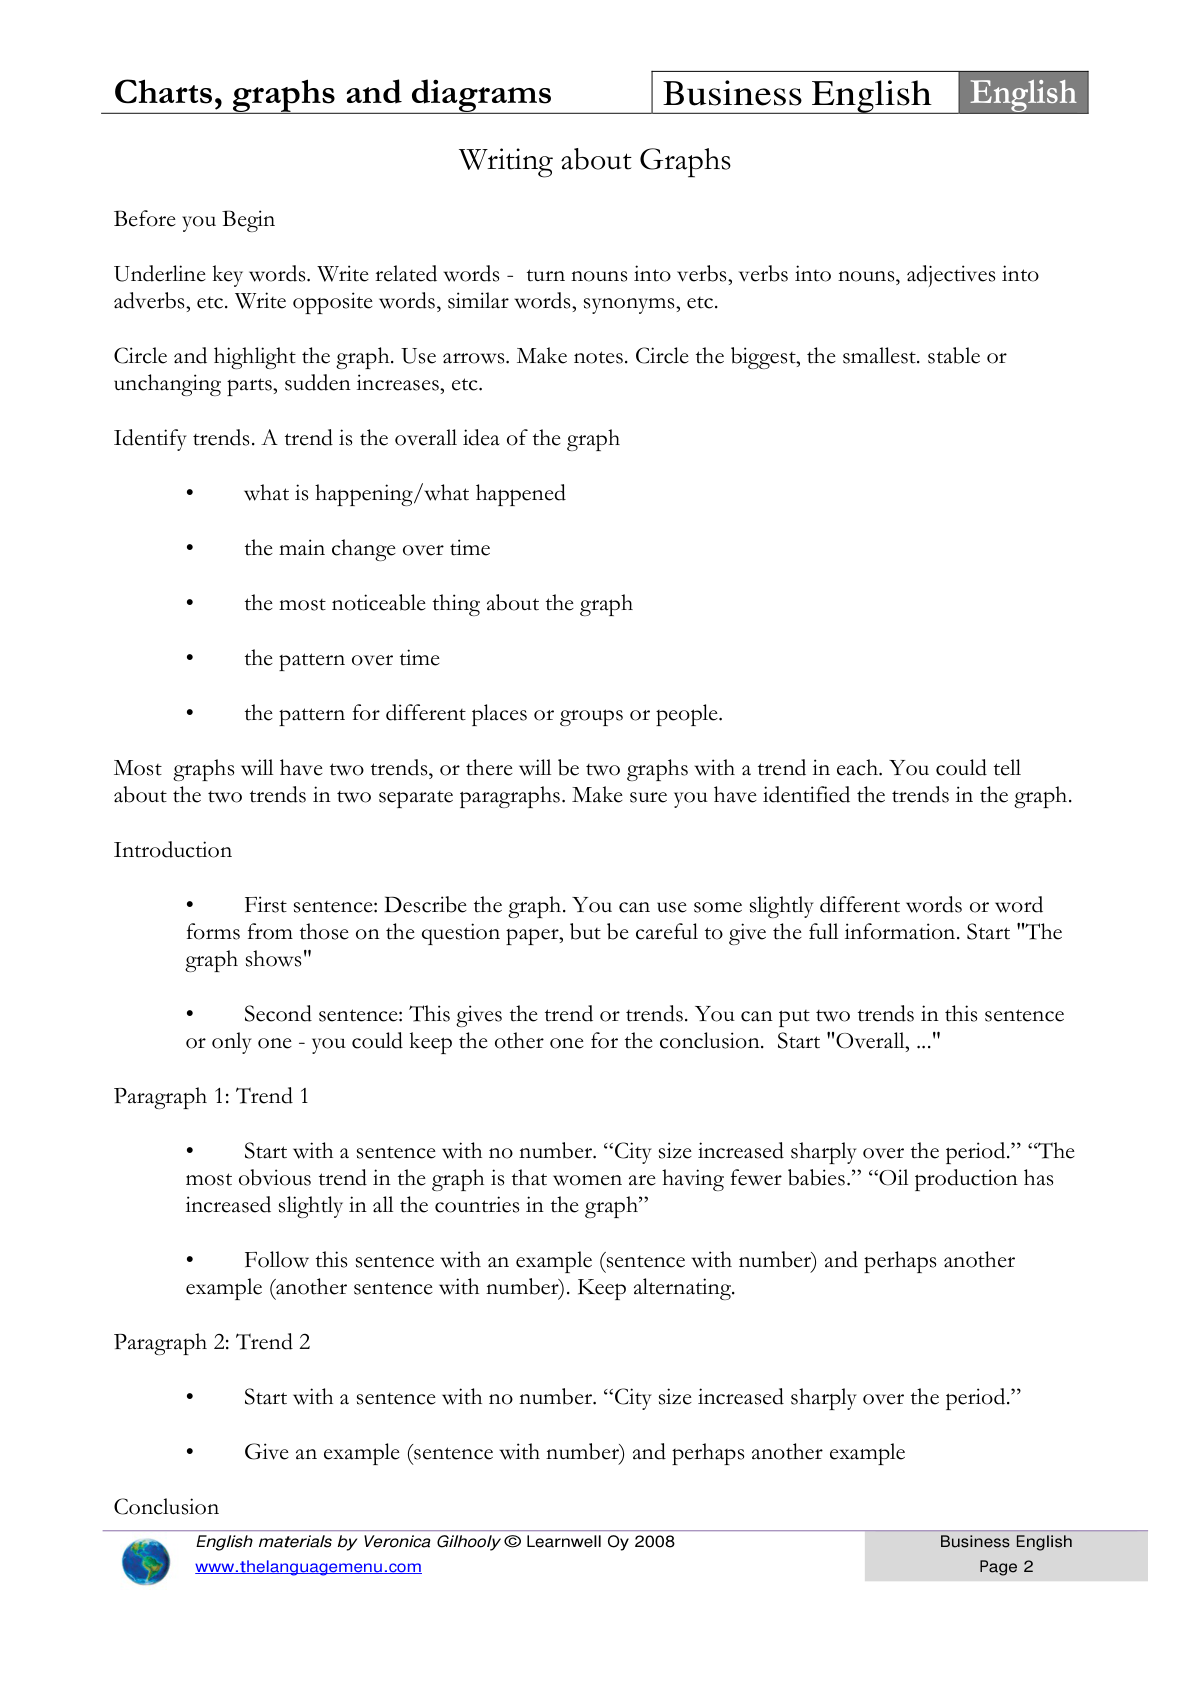 Charts, graphs and diagrams Business English English
Writing about Graphs
Before you Begin
Underline key words. Write related words -  turn nouns into verbs, verbs into nouns, adjectives into
adverbs, etc. Write opposite words, similar words, synonyms, etc.
Circle and highlight the graph. Use arrows. Make notes. Circle the biggest, the smallest. stable or
unchanging parts, sudden increases, etc.
Identify trends. A trend is the overall idea of the graph
• what is happening/what happened
• the main change over time
• the most noticeable thing about the graph
• the pattern over time
• the pattern for different places or groups or people.
Most  graphs will have two trends, or there will be two graphs with a trend in each. You could tell
about the two trends in two separate paragraphs. Make sure you have identified the trends in the graph.
Introduction
• First sentence: Describe the graph. You can use some slightly different words or word
forms from those on the question paper, but be careful to give the full information. Start "The
graph shows"
• Second sentence: This gives the trend or trends. You can put two trends in this sentence
or only one - you could keep the other one for the conclusion.  Start "Overall, ..."
Paragraph 1: Trend 1
• Start with a sentence with no number. “City size increased sharply over the period.” “The
most obvious trend in the graph is that women are having fewer babies.” “Oil production has
increased slightly in all the countries in the graph”
• Follow this sentence with an example (sentence with number) and perhaps another
example (another sentence with number). Keep alternating.
Paragraph 2: Trend 2
• Start with a sentence with no number. “City size increased sharply over the period.”
• Give an example (sentence with number) and perhaps another example
Conclusion
English materials by Veronica Gilhooly © Learnwell Oy 2008 Business English
www.thelanguagemenu.com Page 2